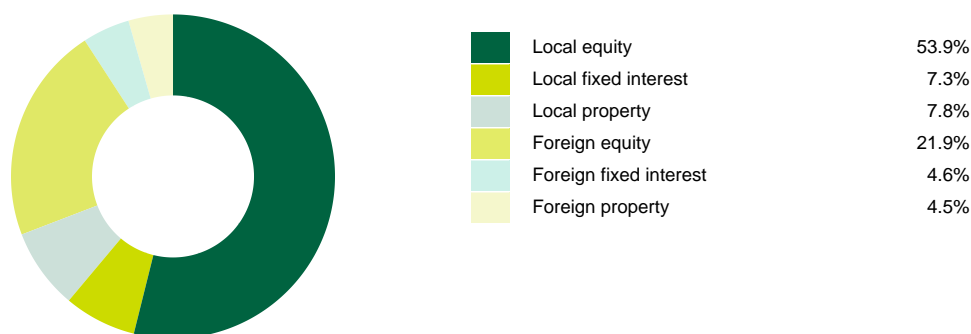 Local equity 53.9%
Local fixed interest 7.3%
Local property 7.8%
Foreign equity 21.9%
Foreign fixed interest 4.6%
Foreign property 4.5%